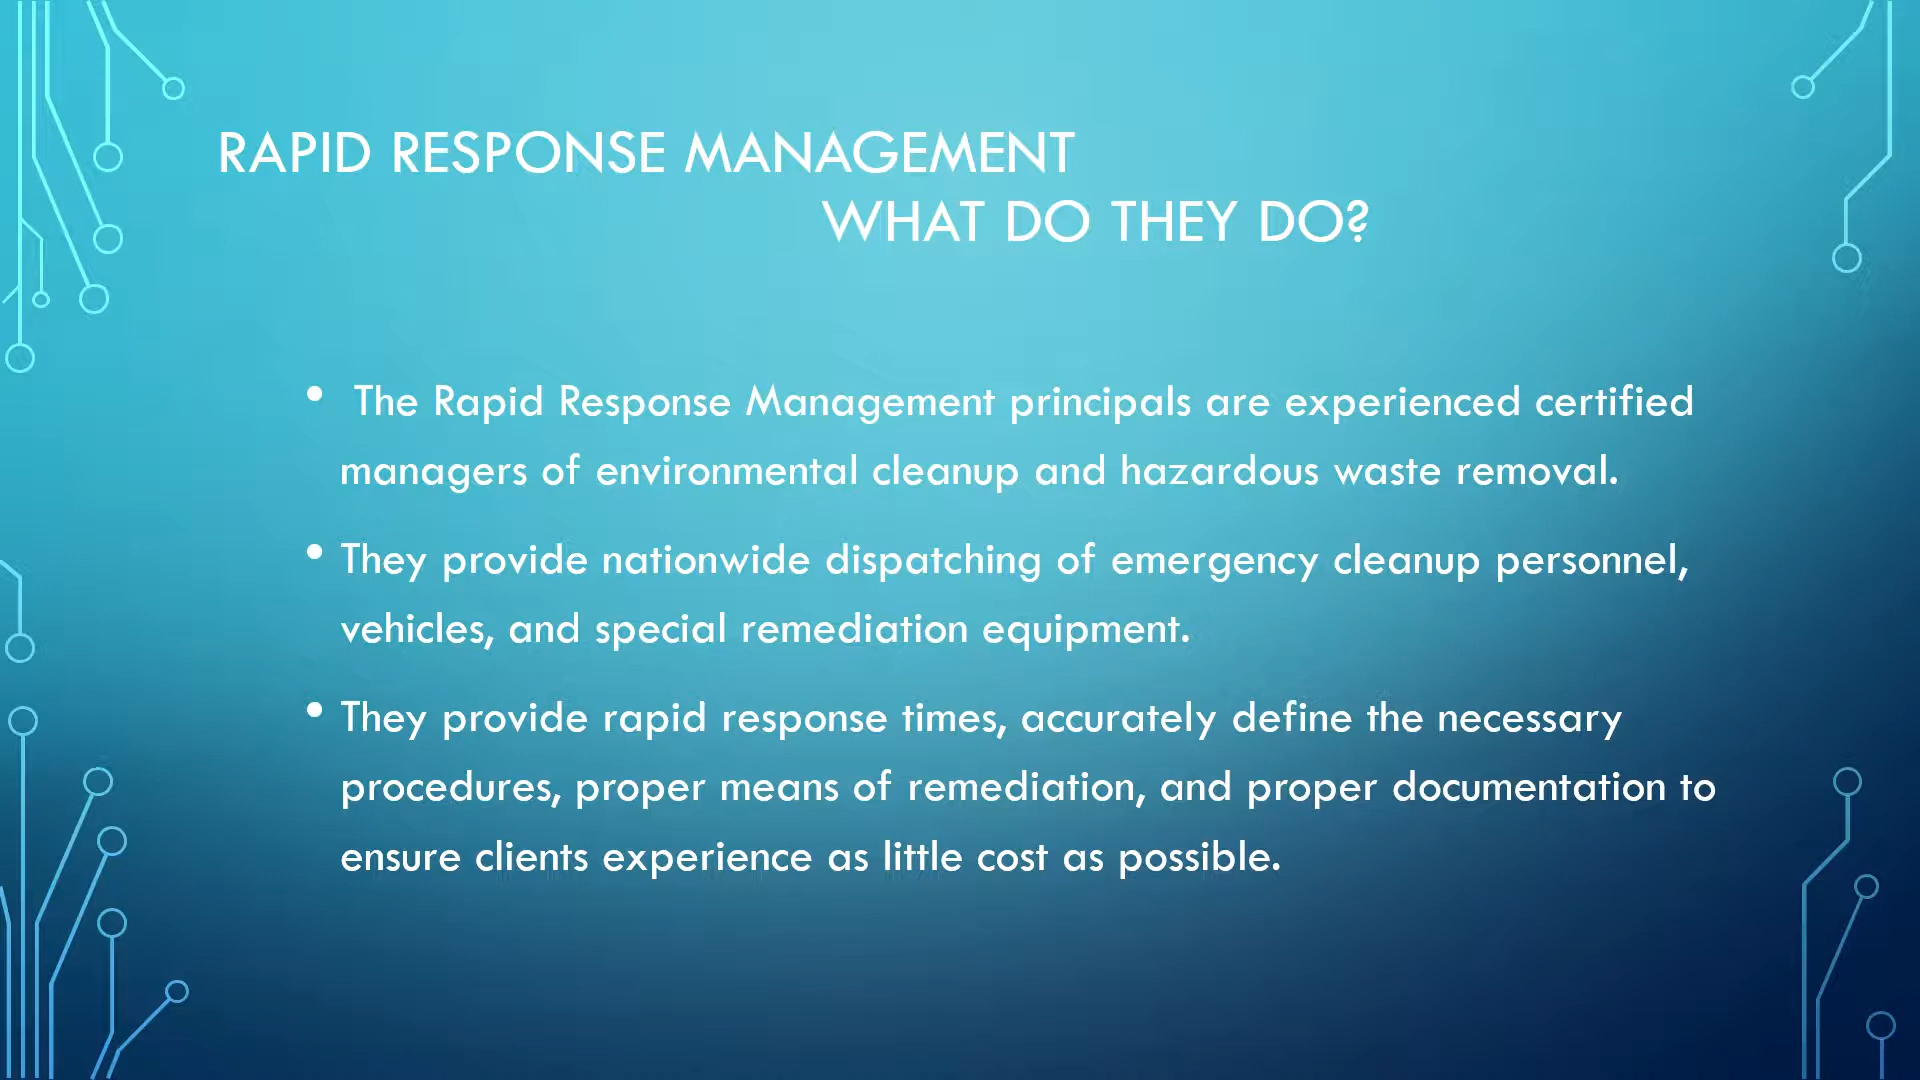 RAPID RESPONSE MANAGEMENT
WHAT DO THEY DO?
• The Rapid Response Management principals are experienced certified
managers of environmental cleanup and hazardous waste removal.
• They provide nationwide dispatching of emergency cleanup personnel,
vehicles, and special remediation equipment.
• They provide rapid response times, accurately define the necessary
procedures, proper means of remediation, and proper documentation to
ensure clients experience as little cost as possible.